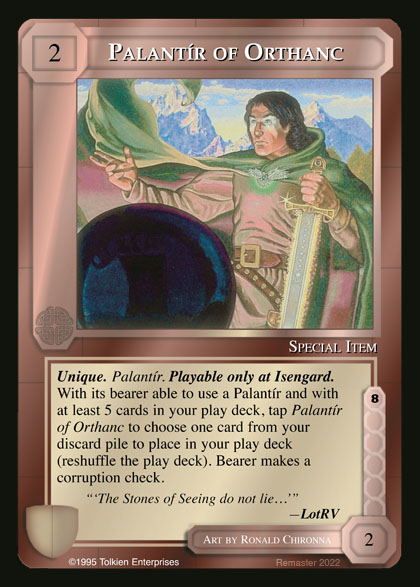 2
PALANTÍR OF ORTHANC
SPECIAL ITEM
Unique. Palantír. Playable only at Isengard.
With its bearer able to use a Palantír and with
at least 5 cards in your play deck, tap Palantír
of Orthanc to choose one card from your
discard pile to place in your play deck
(reshuffle the play deck). Bearer makes a
corruption check.
“‘The Stones of Seeing do not lie…’”
–LotRV
8
ART BY RONALD CHIRONNA
2
©1995 Tolkien Enterprises
Remaster 2022